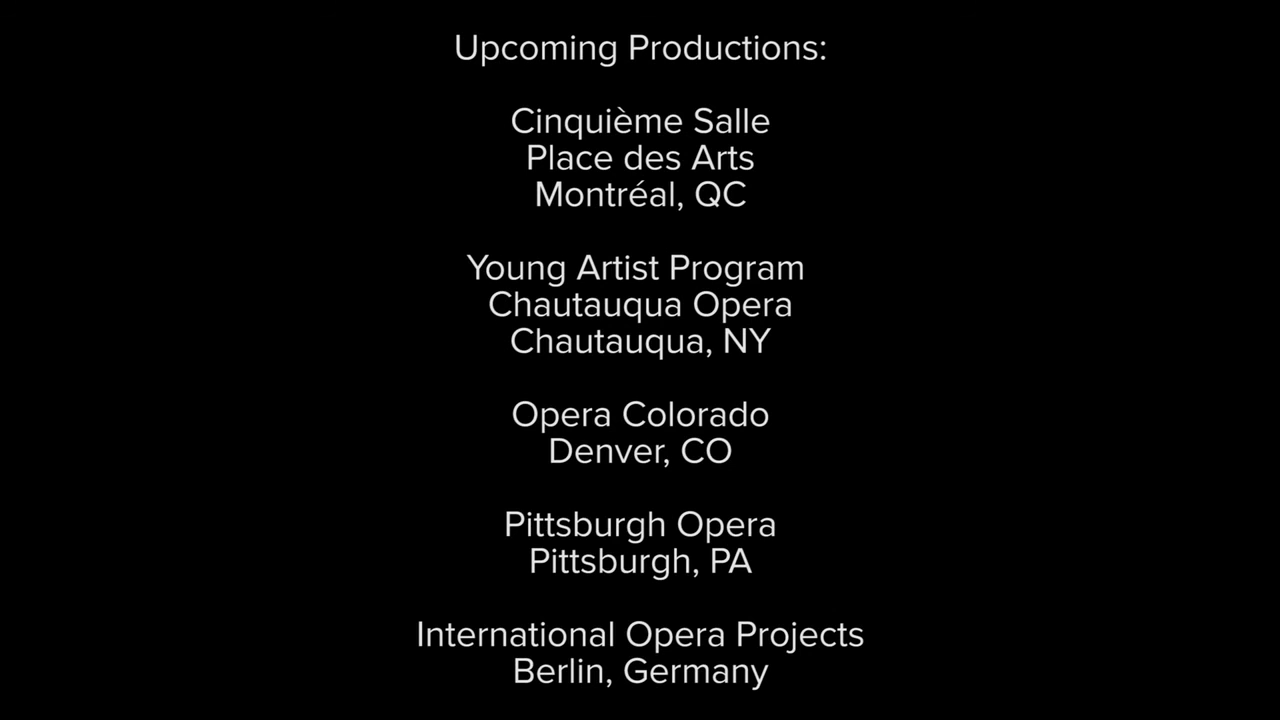 Upcoming Productions:
Cinquième Salle
Place des Arts
Montréal, QC
Young Artist Program
Chautauqua Opera
Chautauqua, NY
Opera Colorado
Denver, CO
Pittsburgh Opera
Pittsburgh, PA
International Opera Projects
Berlin, Germany